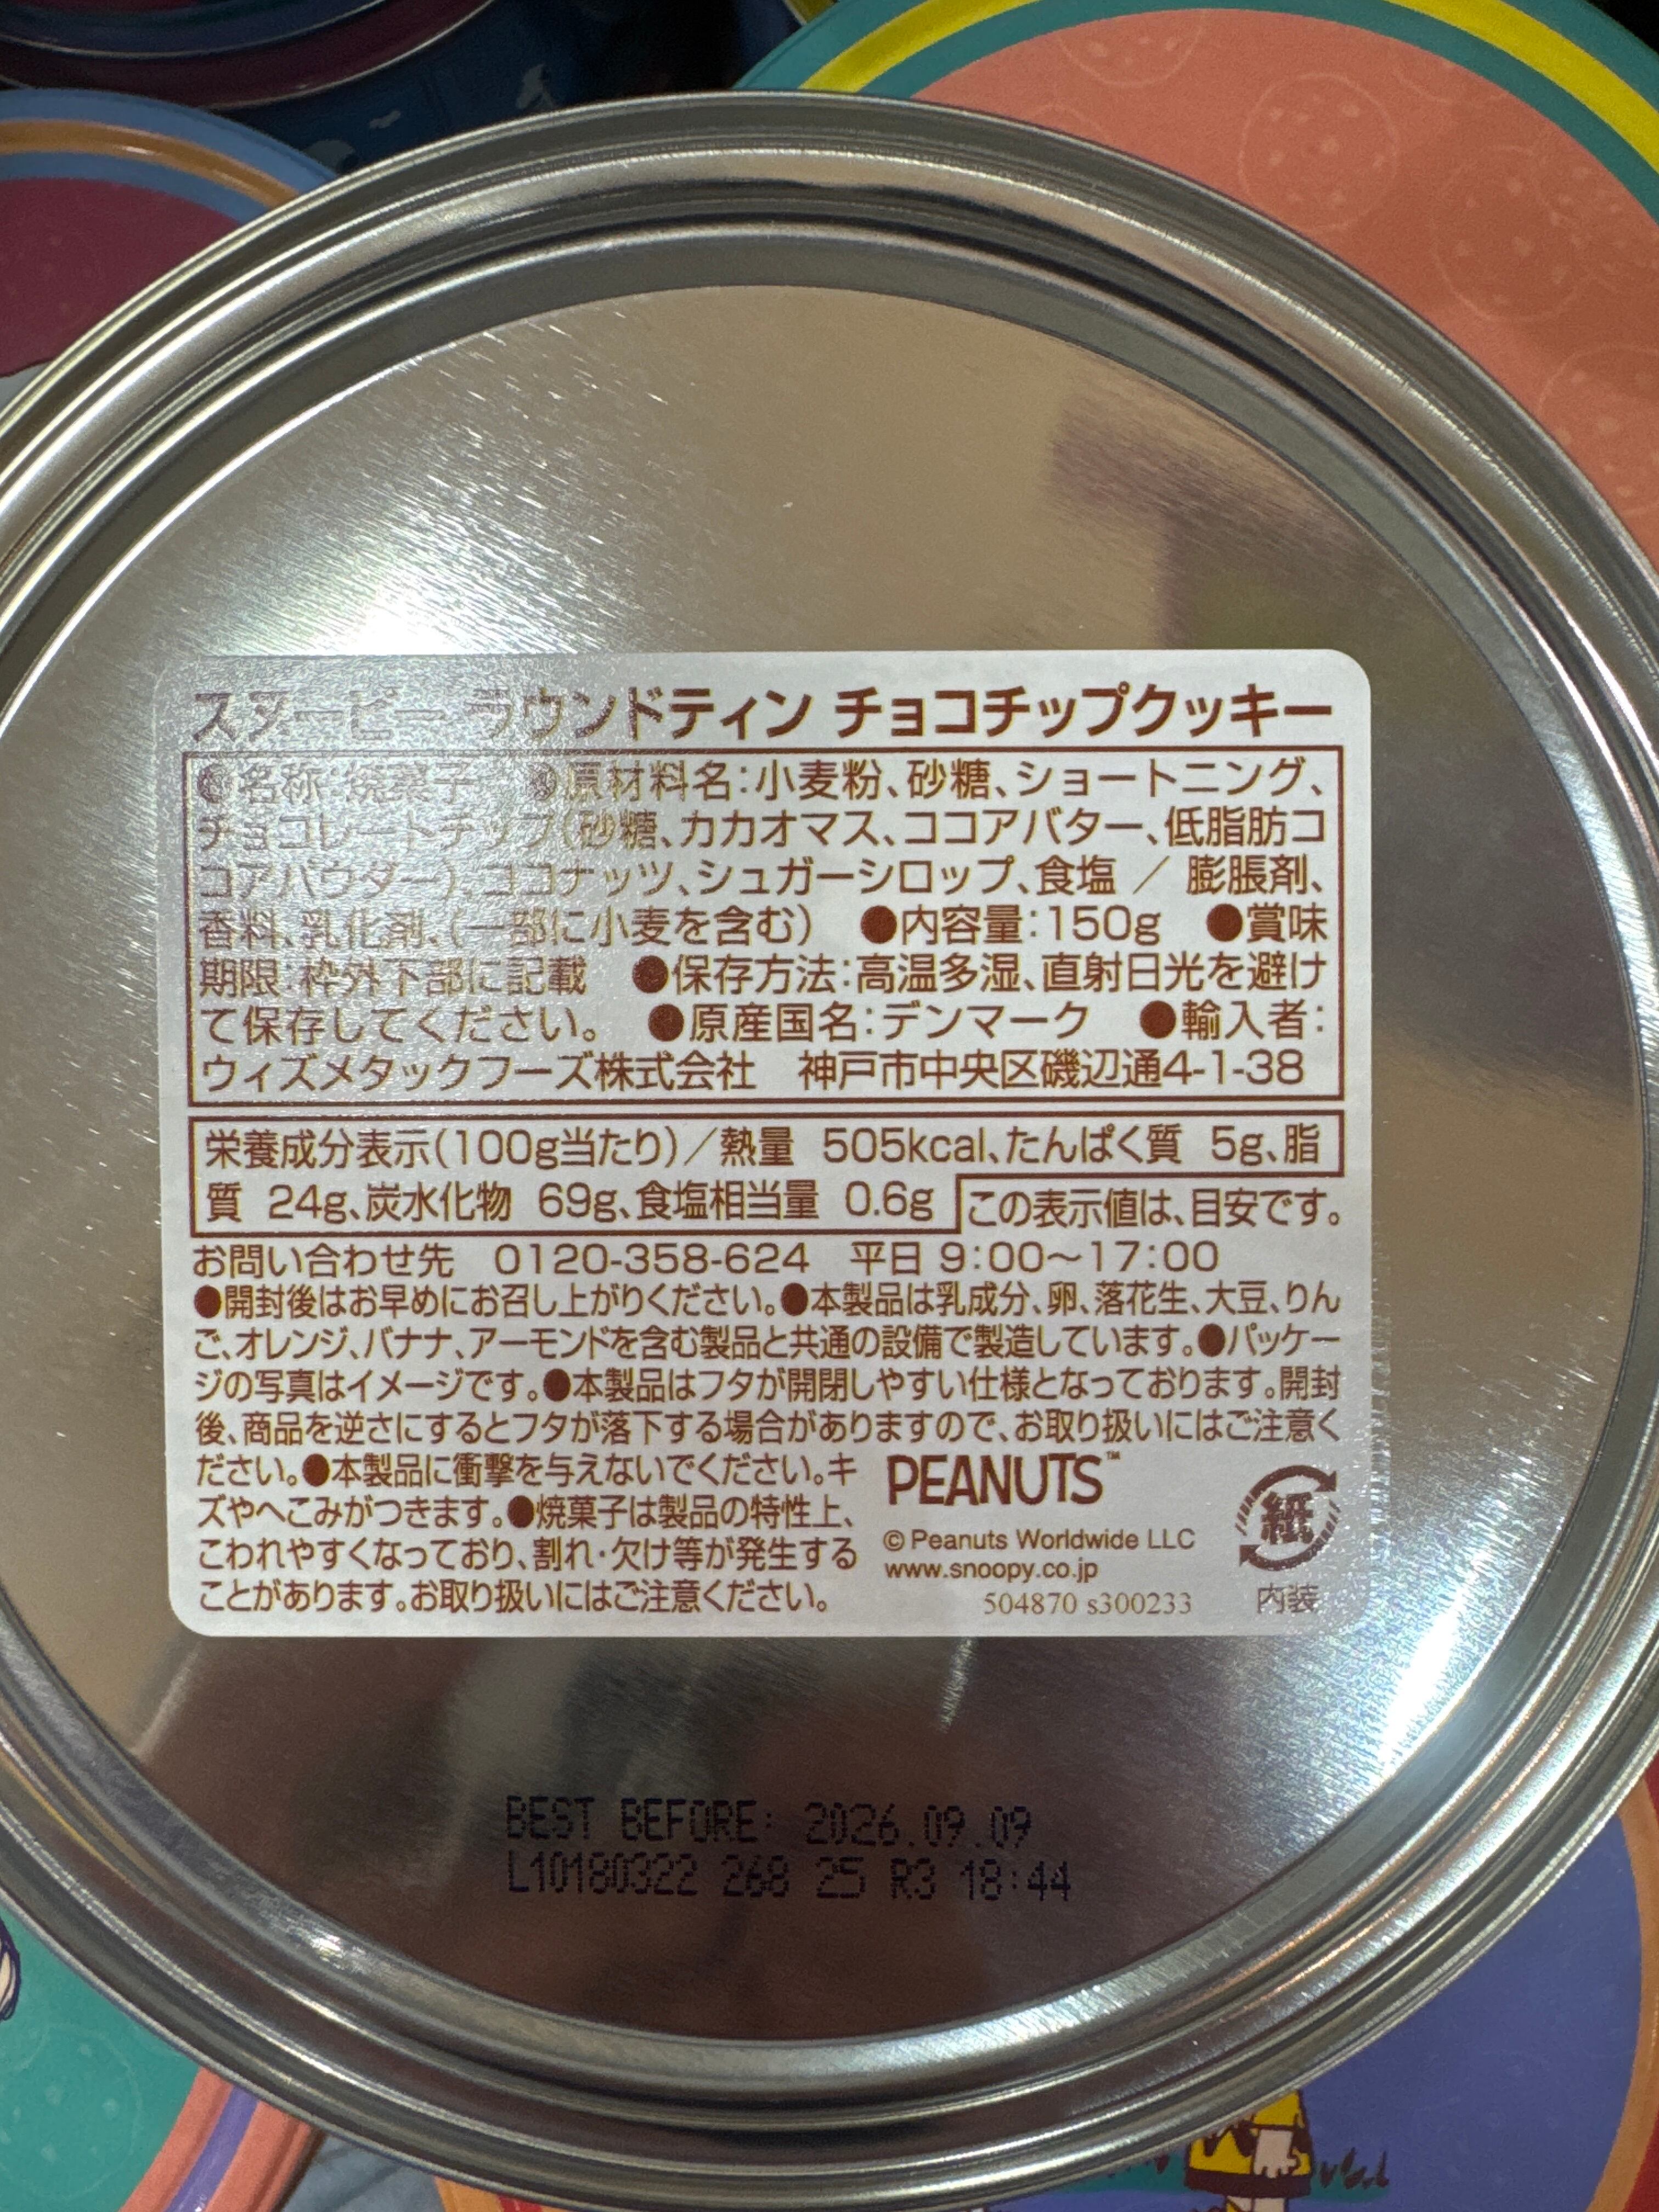 スヌーピー ラウンドティン チョコチップクッキー
●名称:焼菓子 ●原材料名:小麦粉、砂糖、ショートニング、
チョコレートチップ(砂糖、カカオマス、ココアバター、低脂肪コ
コアパウダー)、ココナッツ、シュガーシロップ、食塩 / 膨脹剤、
香料、乳化剤、(一部に小麦を含む) ●内容量:150g ●賞味
期限:枠外下部に記載 ●保存方法:高温多湿、直射日光を避け
て保存してください。 ●原産国名:デンマーク ●輸入者:
ウィズメタックフーズ株式会社 神戸市中央区磯辺通4-1-38
栄養成分表示(100g当たり)/熱量 505kcal、たんぱく質 5g、脂
質 24g、炭水化物 69g、食塩相当量 0.6g この表示値は、目安です。
お問い合わせ先 0120-358-624 平日 9:00～17:00
●開封後はお早めにお召し上がりください。●本製品は乳成分、卵、落花生、大豆、りん
ご、オレンジ、バナナ、アーモンドを含む製品と共通の設備で製造しています。●パッケー
ジの写真はイメージです。●本製品はフタが開閉しやすい仕様となっております。開封
後、商品を逆さにするとフタが落下する場合がありますので、お取り扱いにはご注意く
ださい。●本製品に衝撃を与えないでください。キ
ズやへこみがつきます。●焼菓子は製品の特性上、
こわれやすくなっており、割れ・欠け等が発生する
ことがあります。お取り扱いにはご注意ください。
PEANUTS™
© Peanuts Worldwide LLC
www.snoopy.co.jp
504870 s300233
紙
内装
BEST BEFORE: 2026.09.09
L10180322 268 25 R3 18:44